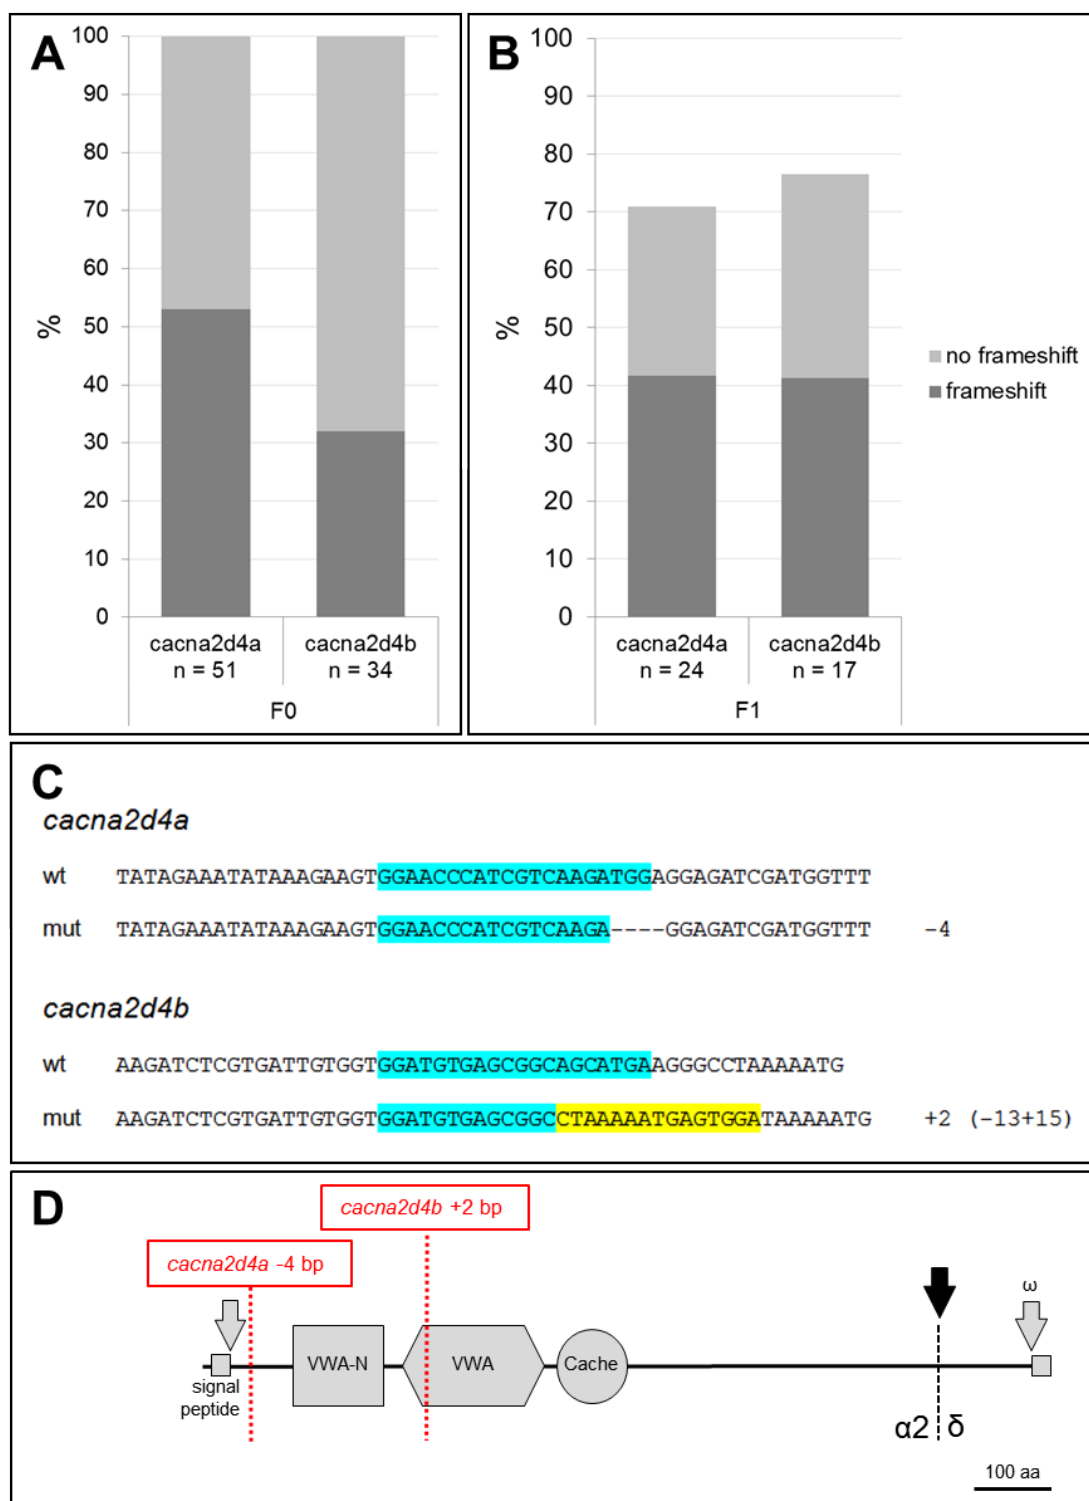 A
100
90
80
70
60
50
40
30
20
10
0
%
cacna2d4a
n = 51
cacna2d4b
n = 34
F0
B
100
90
80
70
60
50
40
30
20
10
0
%
cacna2d4a
n = 24
cacna2d4b
n = 17
F1
no frameshift
frameshift
C
cacna2d4a
wt TATAGAAATATAAAGAAGTGGAACCCATCGTCAAGATGGAGGAGATCGATGGTTT
mut TATAGAAATATAAAGAAGTGGAACCCATCGTCAAGA----GGAGATCGATGGTTT -4
cacna2d4b
wt AAGATCTCGTGATTGTGGTGGATGTGAGCGGCAGCATGAAGGGCCTAAAAATG
mut AAGATCTCGTGATTGTGGTGGATGTGAGCGGCCTAAAAATGAGTGGATAAAAATG +2 (-13+15)
D
cacna2d4b +2 bp
cacna2d4a -4 bp
ω
VWA-N
VWA
Cache
signal
peptide
α2
δ
100 aa